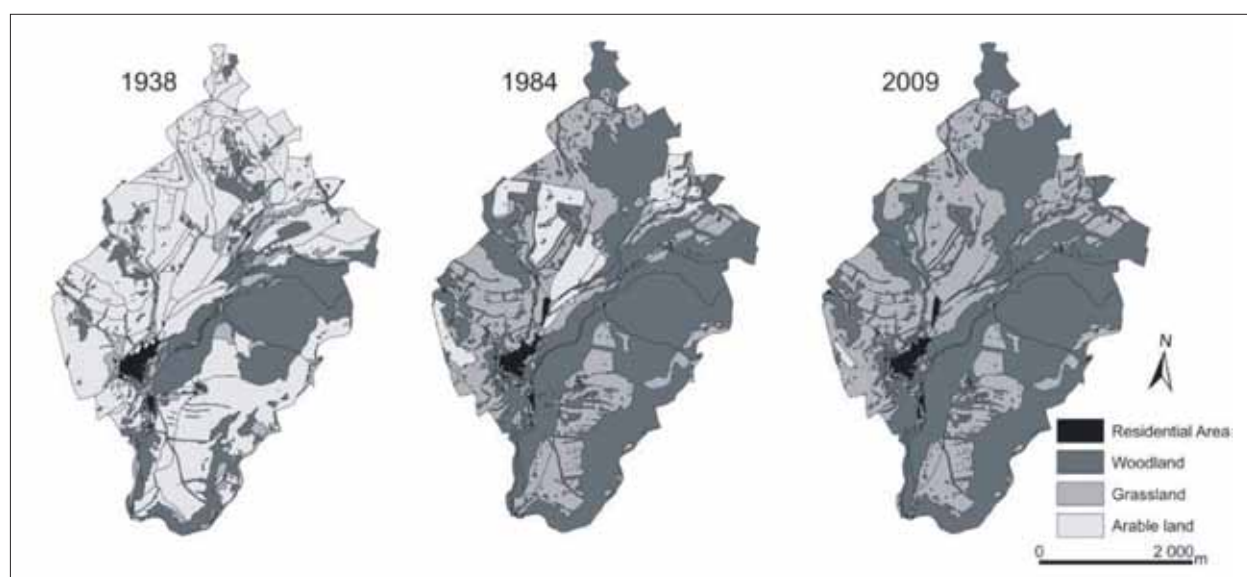 1938
1984
2009
N
Residential Area:
Woodland
Grassland
Arable land
0 2 000 m